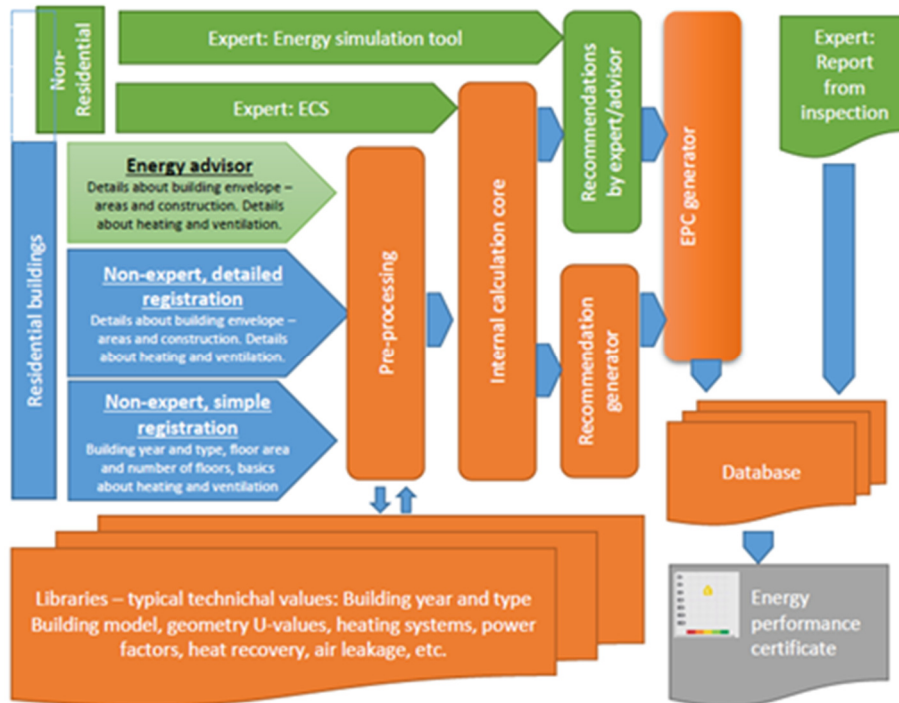 Non-
Residential
Expert: Energy simulation tool
Expert: ECS
Recommendations
by expert/advisor
EPC generator
Expert:
Report
from
inspection
Residential buildings
Energy advisor
Details about building envelope –
areas and construction. Details
about heating and ventilation.
Non-expert, detailed
registration
Details about building envelope –
areas and construction. Details
about heating and ventilation.
Non-expert, simple
registration
Building year and type, floor area
and number of floors, basics
about heating and ventilation
Pre-processing
Internal calculation core
Recommendation
generator
Database
Libraries – typical technichal values: Building year and type
Building model, geometry U-values, heating systems, power
factors, heat recovery, air leakage, etc.
Energy
performance
certificate